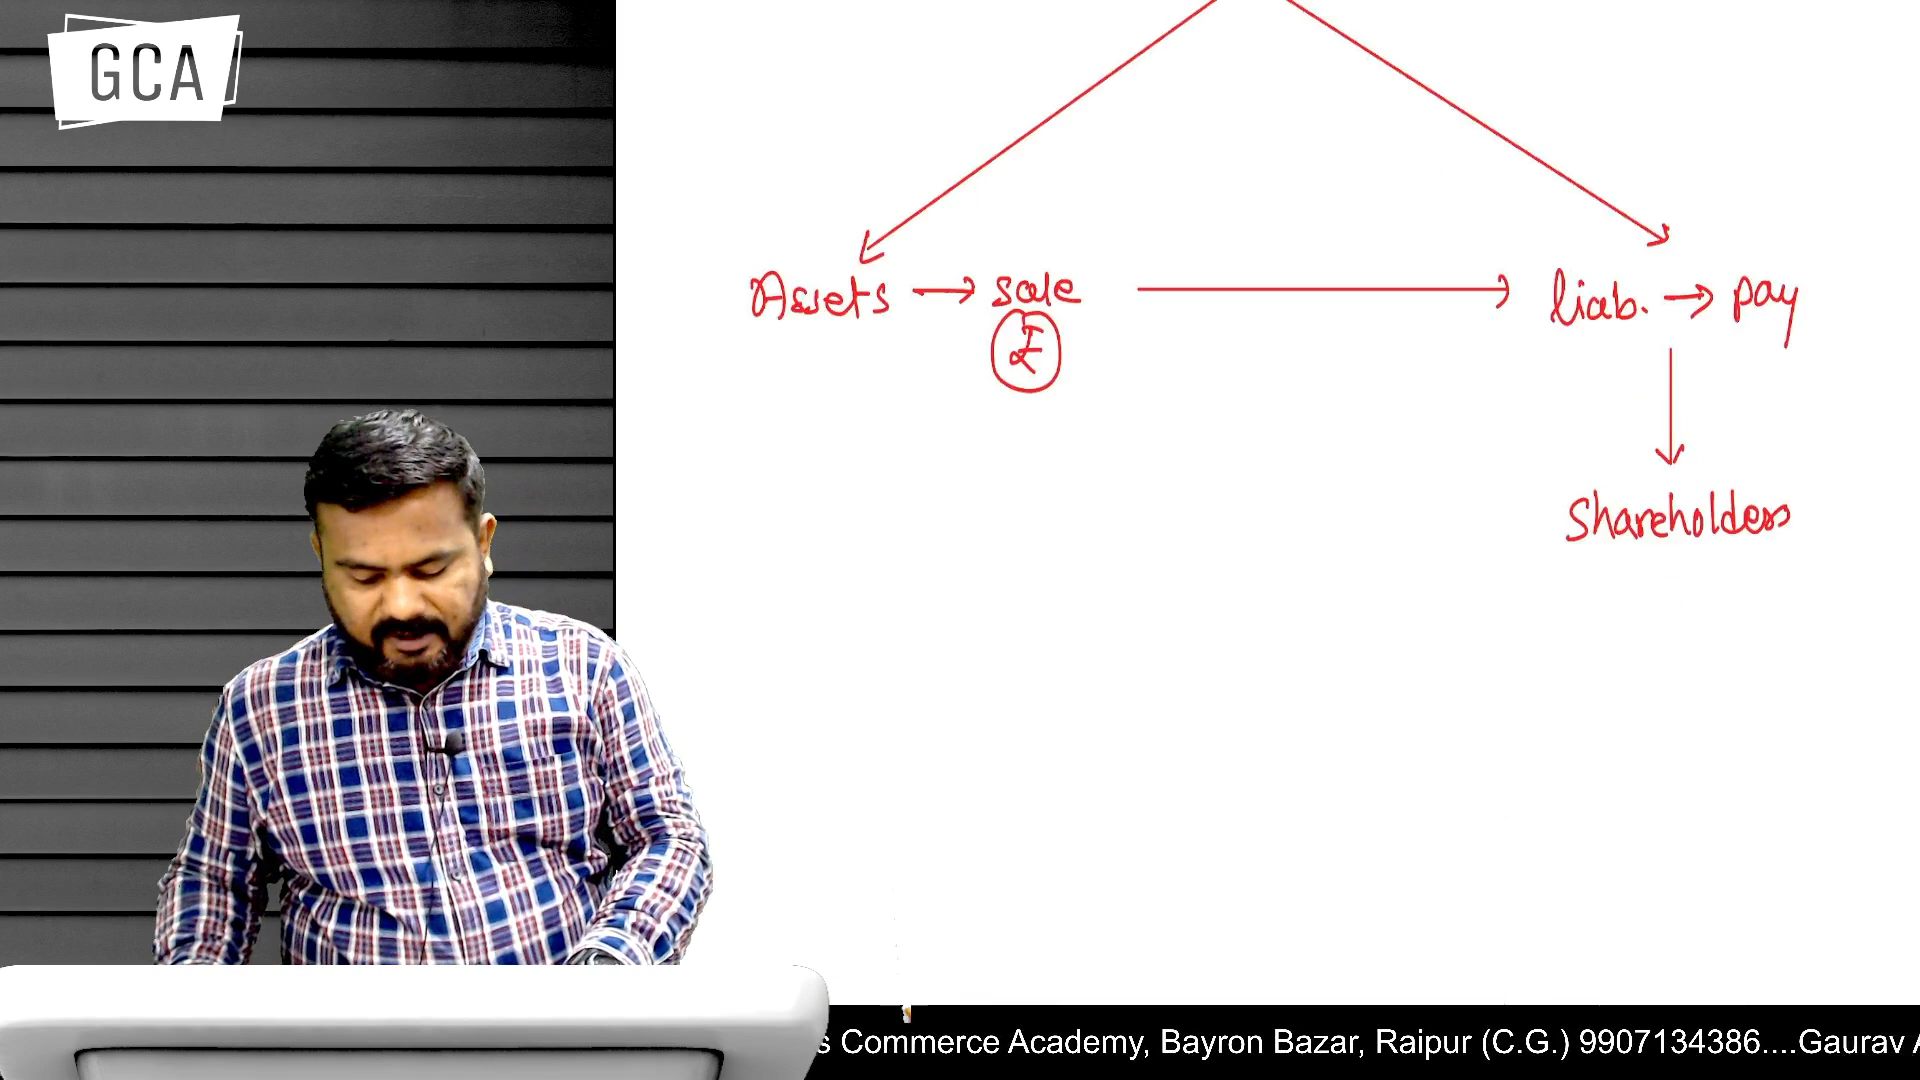 GCA
Assets → sale → liab. → pay
₤
Shareholders
s Commerce Academy, Bayron Bazar, Raipur (C.G.) 9907134386....Gaurav A